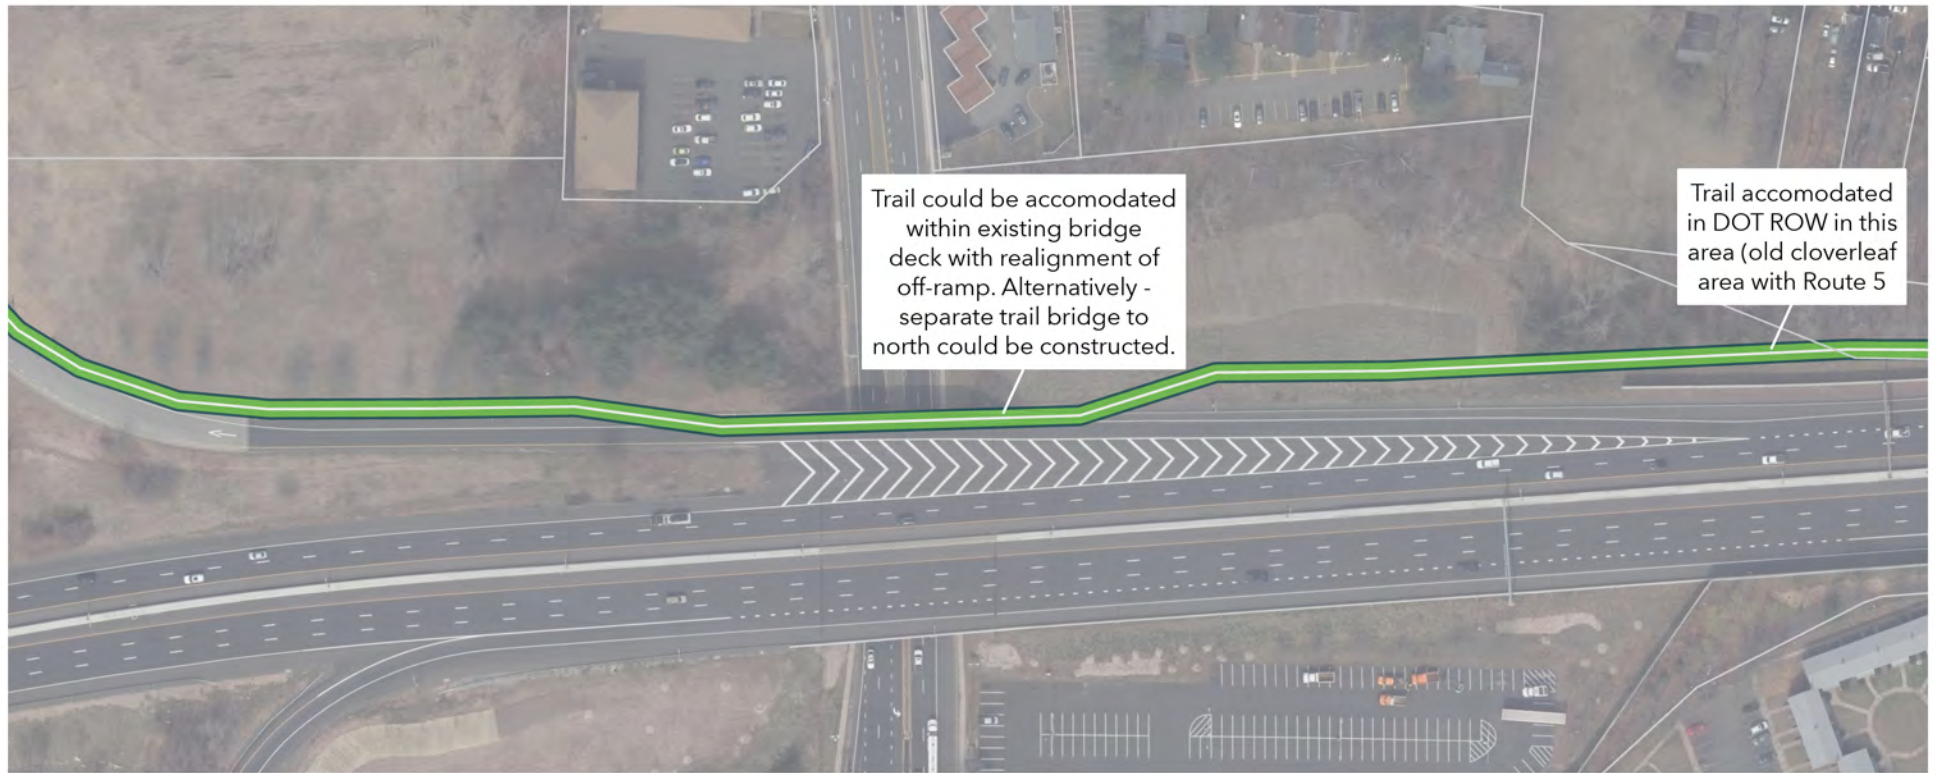 Trail could be accomodated
within existing bridge
deck with realignment of
off-ramp. Alternatively -
separate trail bridge to
north could be constructed.
Trail accomodated
in DOT ROW in this
area (old cloverleaf
area with Route 5